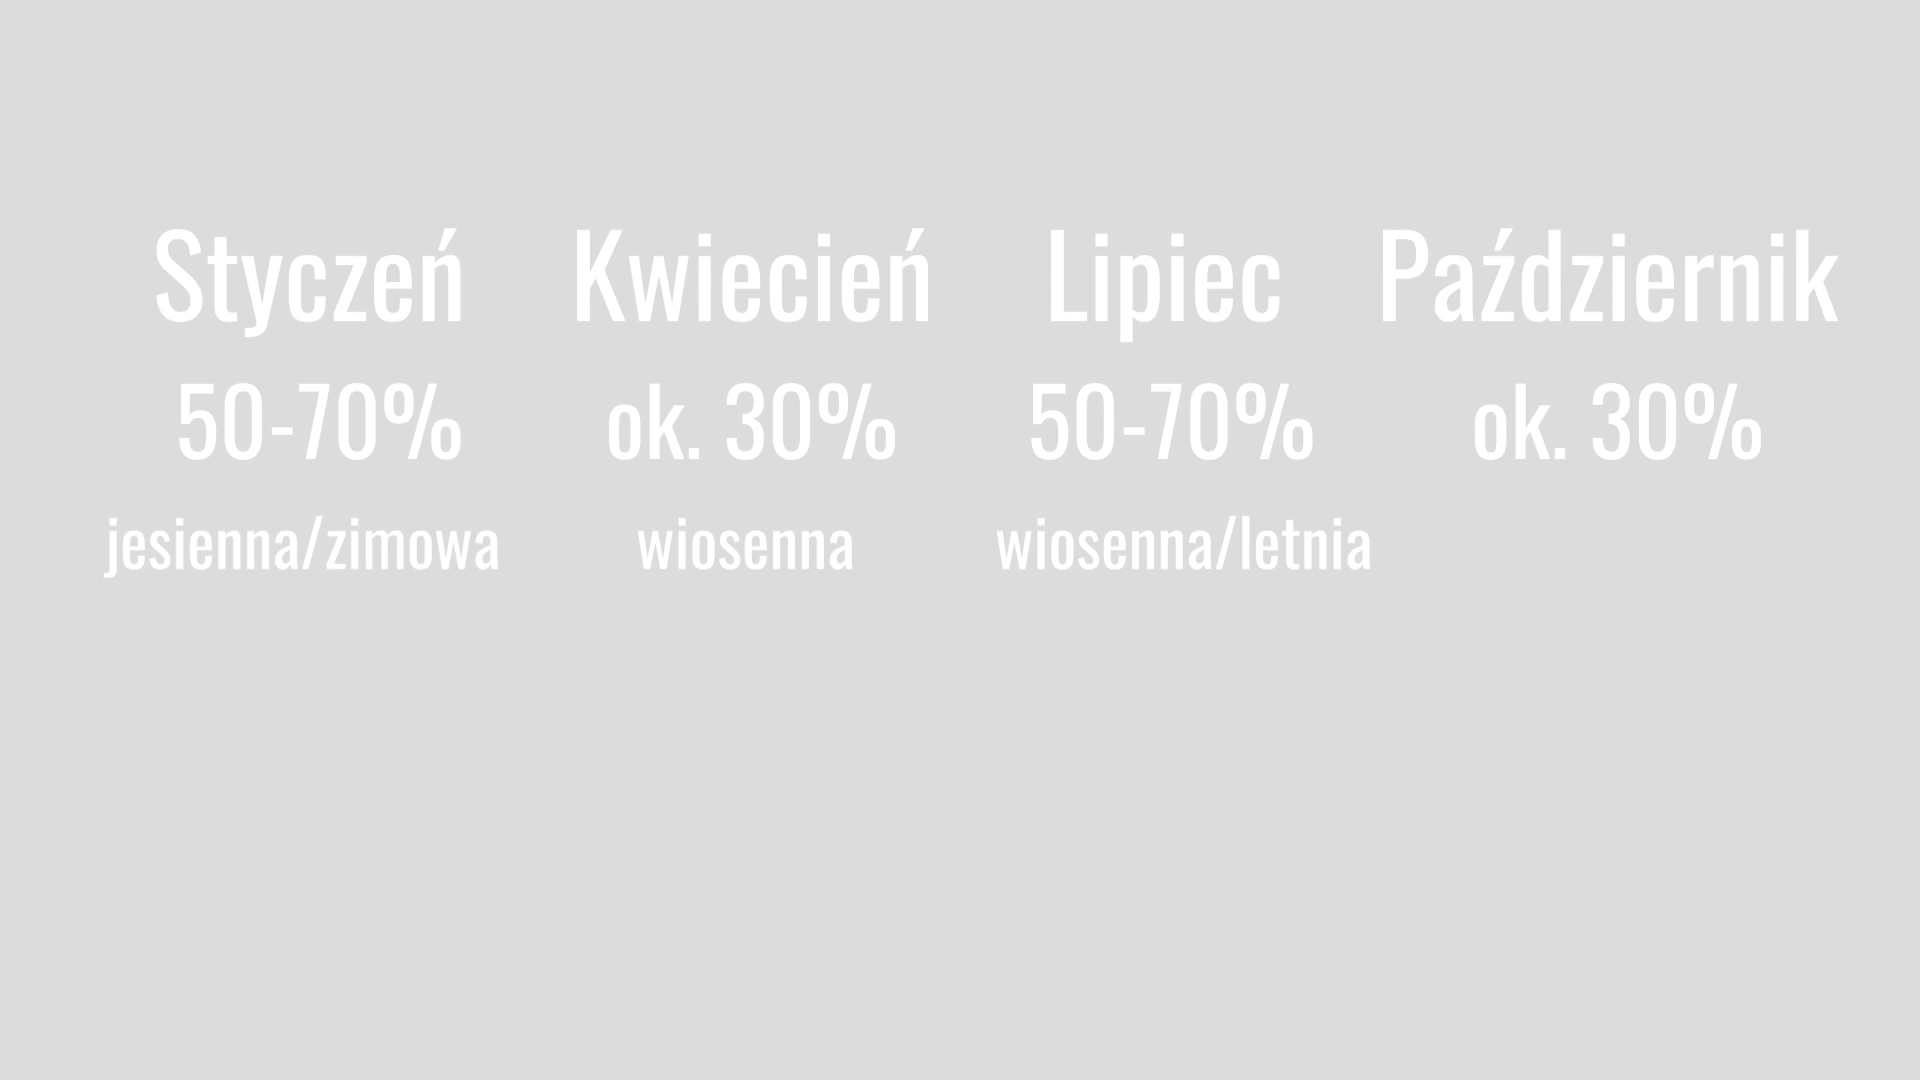 Styczeń Kwiecień Lipiec Październik
50-70% ok. 30% 50-70% ok. 30%
jesienna/zimowa wiosenna wiosenna/letnia